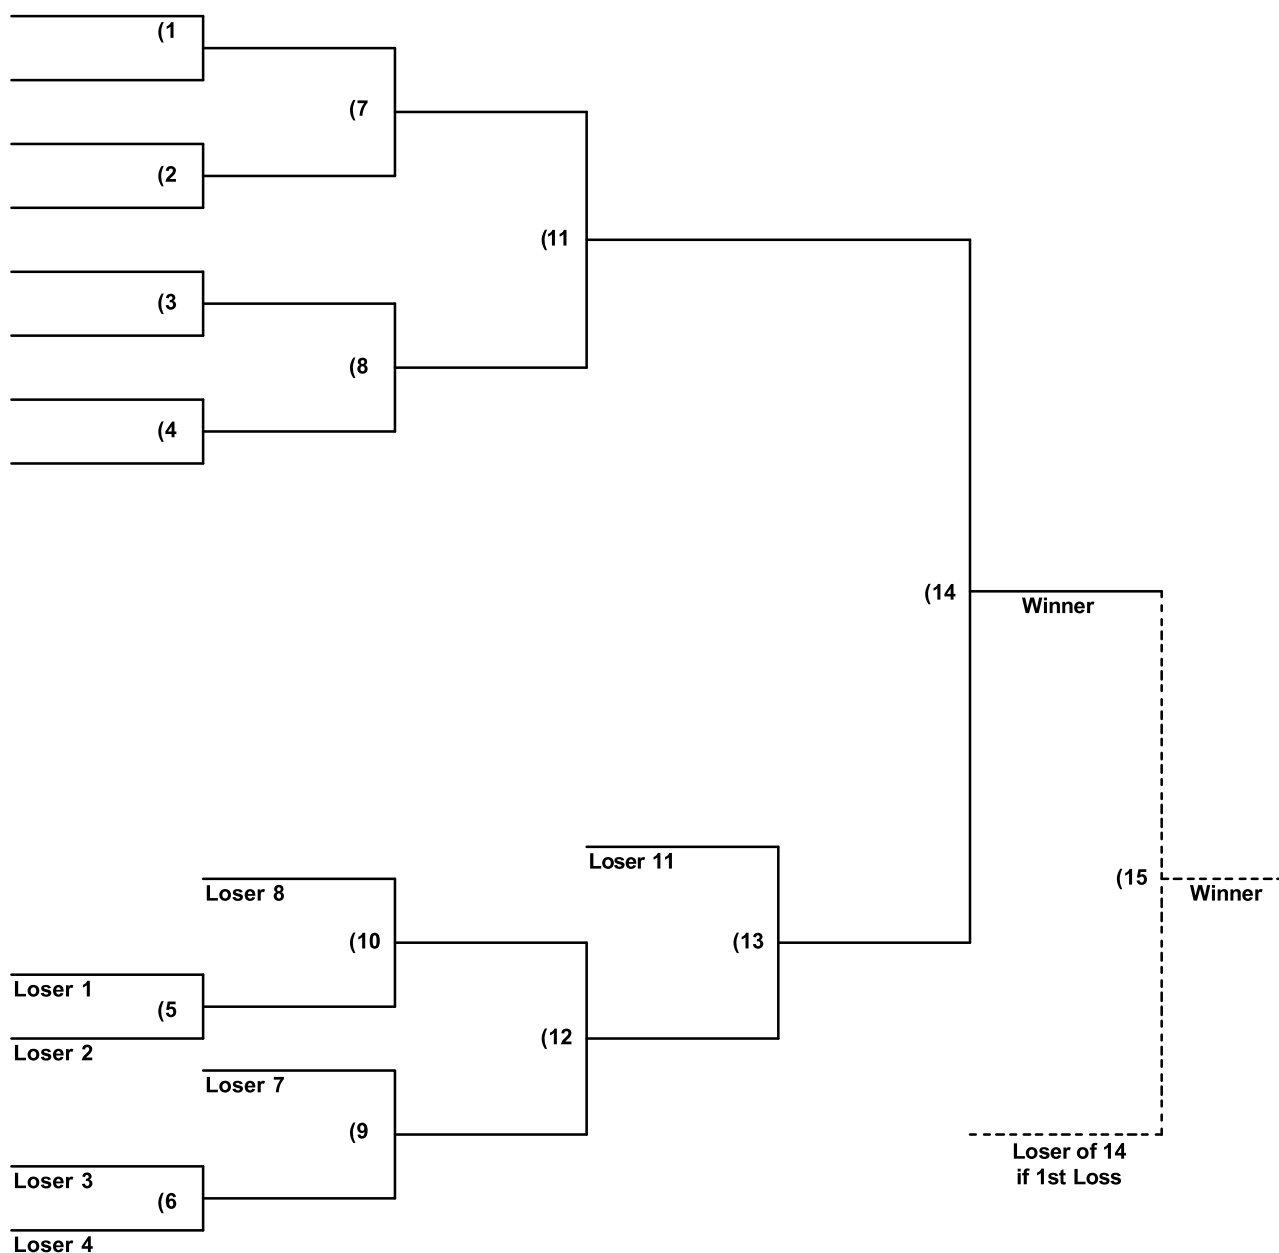 (1
(7
(2
(11
(3
(8
(4
(14
Winner
Loser 11
Loser 8
(15
Winner
(10
(13
Loser 1
(5
(12
Loser 2
Loser 7
(9
Loser of 14
if 1st Loss
Loser 3
(6
Loser 4